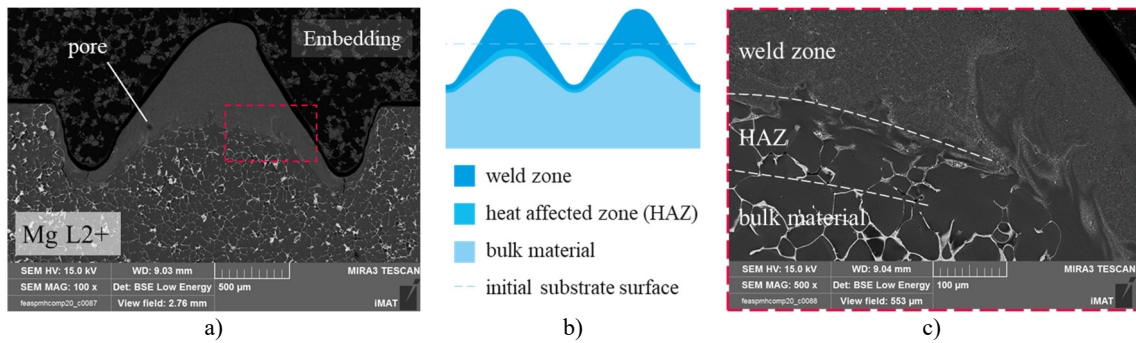 pore
Embedding
Mg L2+
SEM HV: 15.0 kV
WD: 9.03 mm
MIRA3 TESCAN
SEM MAG: 100 x
Det: BSE Low Energy
500 µm
feaspmhcomp20_c0087
View field: 2.76 mm
iMAT
a)
weld zone
heat affected zone (HAZ)
bulk material
initial substrate surface
b)
weld zone
HAZ
bulk material
SEM HV: 15.0 kV
WD: 9.04 mm
MIRA3 TESCAN
SEM MAG: 500 x
Det: BSE Low Energy
100 µm
feaspmhcomp20_c0088
View field: 553 µm
iMAT
c)